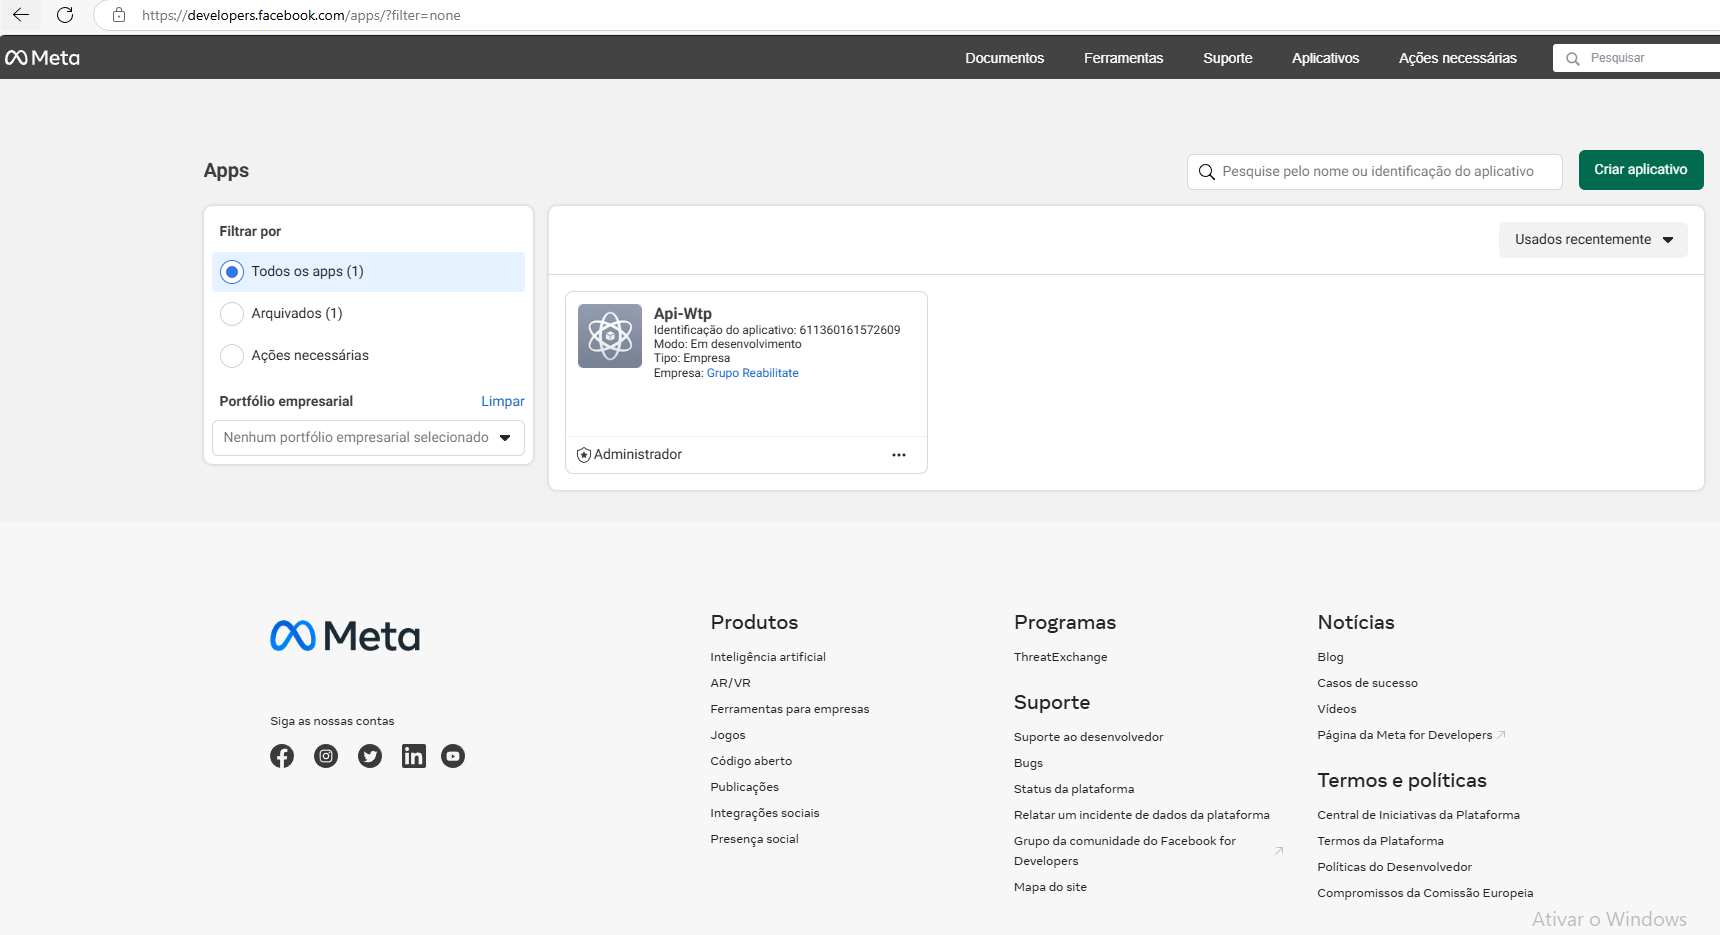 https://developers.facebook.com/apps/?filter=none
Meta
Documentos
Ferramentas
Suporte
Aplicativos
Ações necessárias
Pesquisar
Apps
Pesquise pelo nome ou identificação do aplicativo
Criar aplicativo
Filtrar por
Todos os apps (1)
Arquivados (1)
Ações necessárias
Portfólio empresarial
Limpar
Nenhum portfólio empresarial selecionado
Usados recentemente
Api-Wtp
Identificação do aplicativo: 611360161572609
Modo: Em desenvolvimento
Tipo: Empresa
Empresa: Grupo Reabilitate
Administrador
Meta
Siga as nossas contas
Produtos
Inteligência artificial
AR/VR
Ferramentas para empresas
Jogos
Código aberto
Publicações
Integrações sociais
Presença social
Programas
ThreatExchange
Suporte
Suporte ao desenvolvedor
Bugs
Status da plataforma
Relatar um incidente de dados da plataforma
Grupo da comunidade do Facebook for
Developers
Mapa do site
Notícias
Blog
Casos de sucesso
Vídeos
Página da Meta for Developers
Termos e políticas
Central de Iniciativas da Plataforma
Termos da Plataforma
Políticas do Desenvolvedor
Compromissos da Comissão Europeia
Ativar o Windows